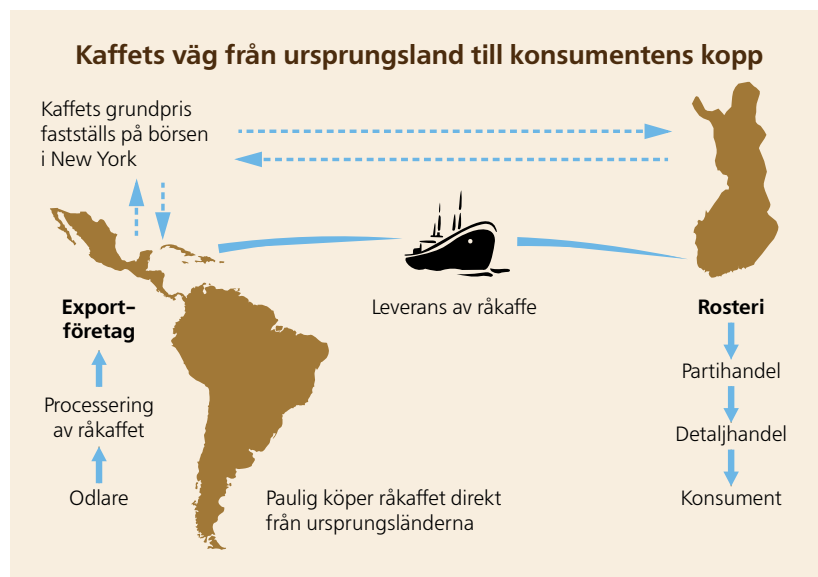 Kaffets väg från ursprungsland till konsumentens kopp
Kaffets grundpris
fastställs på börsen
i New York
Export-
företag
Processering
av råkaffet
Odlare
Leverans av råkaffe
Paulig köper råkaffet direkt
från ursprungsländerna
Rosteri
Partihandel
Detaljhandel
Konsument